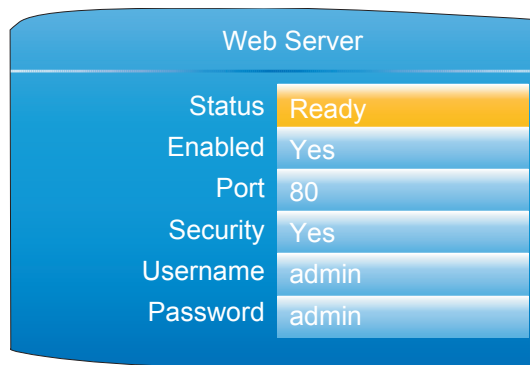 Web Server
Status Ready
Enabled Yes
Port 80
Security Yes
Username admin
Password admin